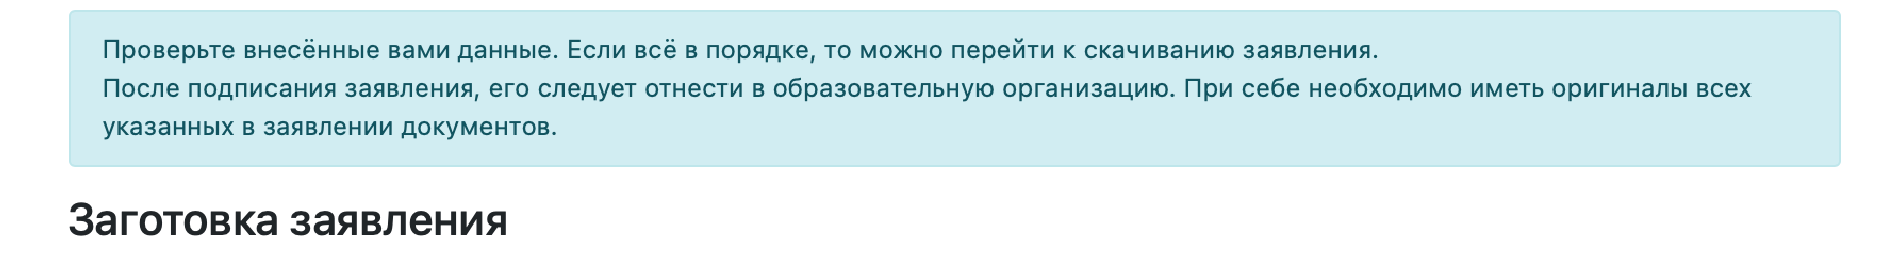 Проверьте внесённые вами данные. Если всё в порядке, то можно перейти к скачиванию заявления.
После подписания заявления, его следует отнести в образовательную организацию. При себе необходимо иметь оригиналы всех
указанных в заявлении документов.
Заготовка заявления